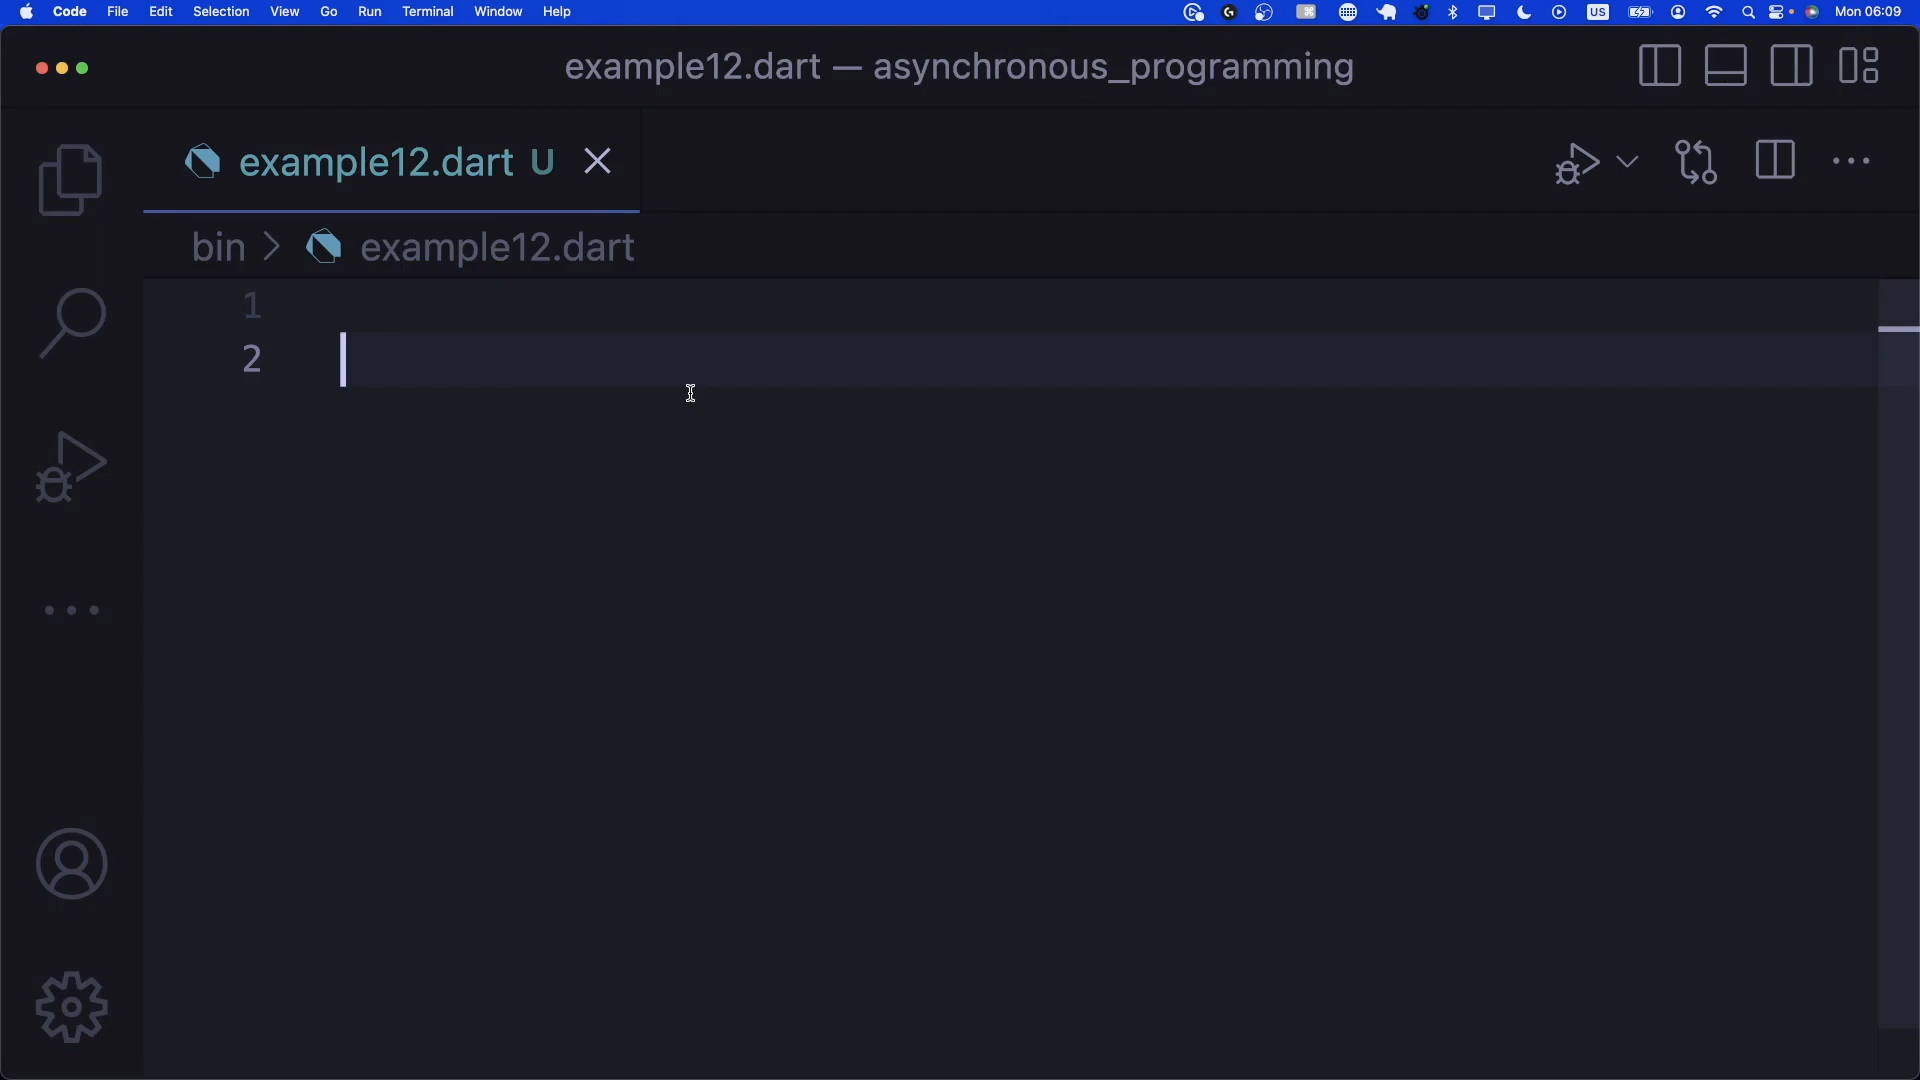 Code File Edit Selection View Go Run Terminal Window Help US Mon 06:09
example12.dart — asynchronous_programming
example12.dart U
bin > example12.dart
1
2